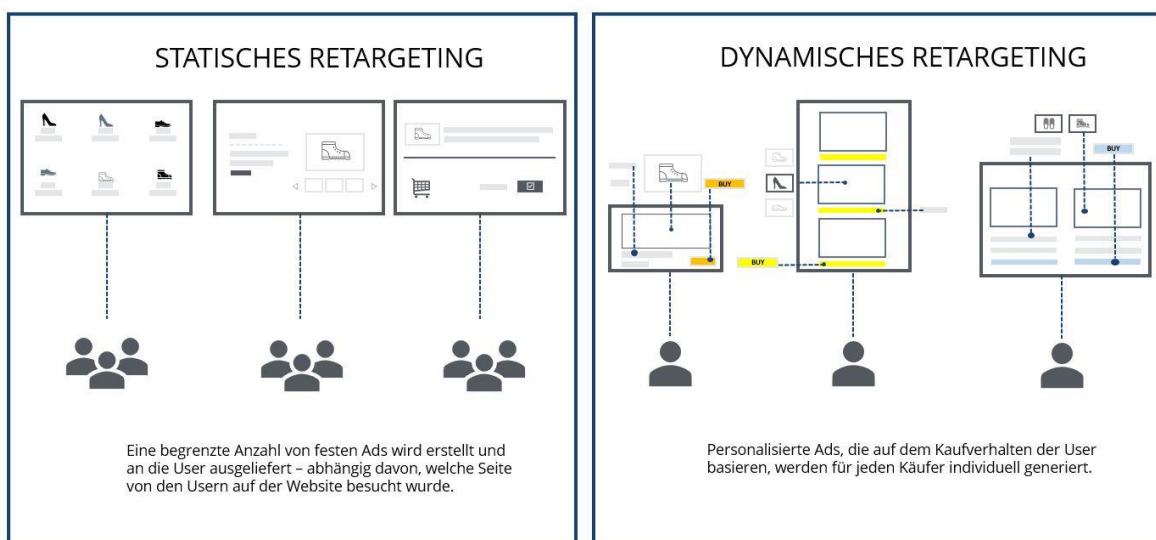 STATISCHES RETARGETING
Eine begrenzte Anzahl von festen Ads wird erstellt und
an die User ausgeliefert – abhängig davon, welche Seite
von den Usern auf der Website besucht wurde.
DYNAMISCHES RETARGETING
BUY
BUY
BUY
Personalisierte Ads, die auf dem Kaufverhalten der User
basieren, werden für jeden Käufer individuell generiert.